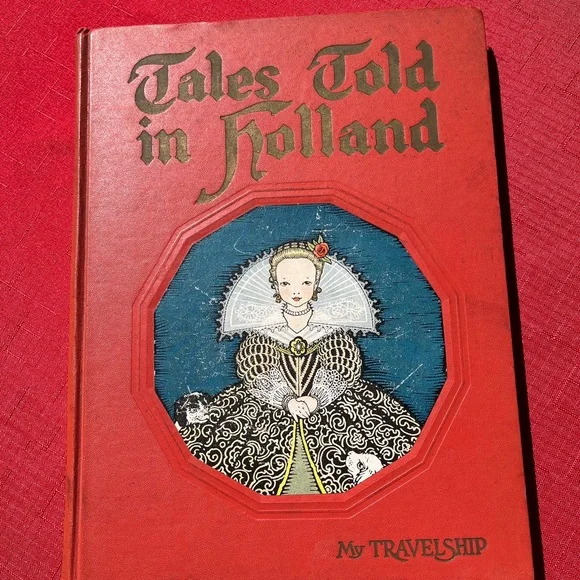 Tales Told
in Holland
My TRAVELSHIP